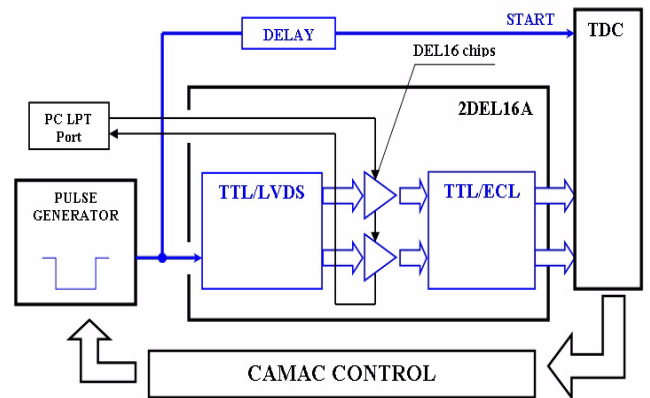 START
TDC
DELAY
DEL16 chips
2DEL16A
PC LPT
Port
TTL/LVDS
TTL/ECL
PULSE
GENERATOR
CAMAC CONTROL